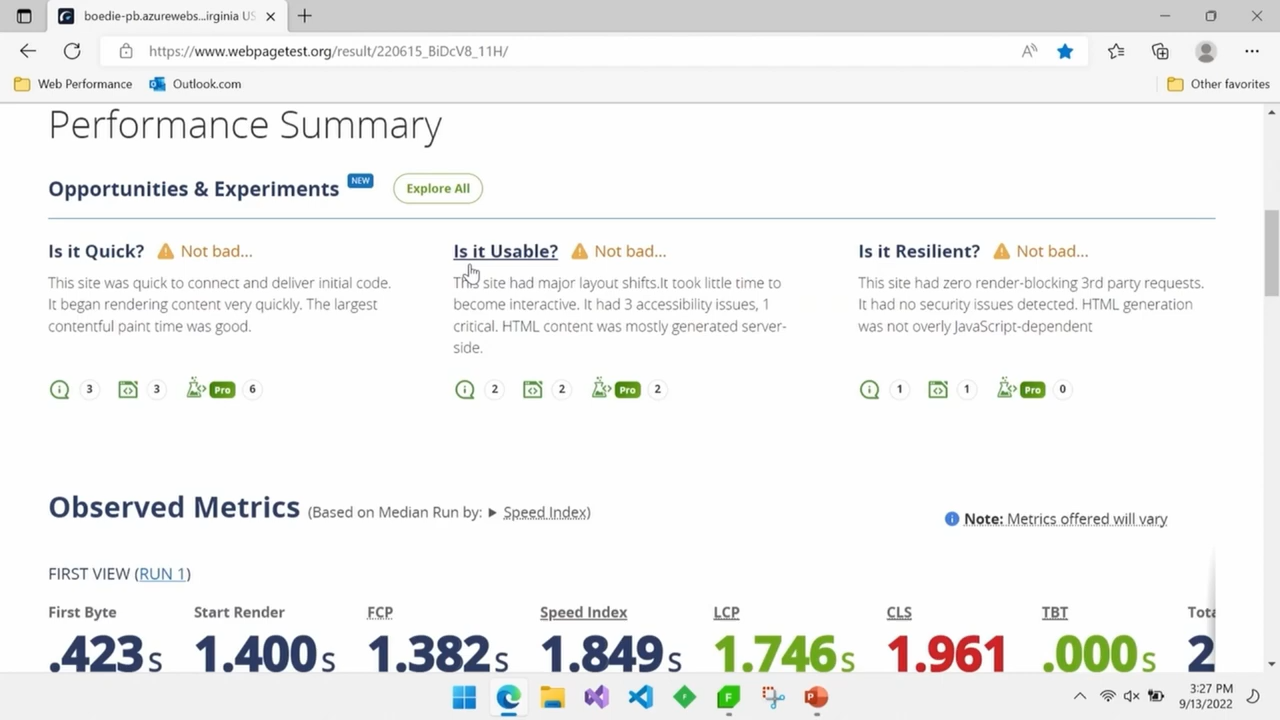 boedie-pb.azurewebs...irginia US
https://www.webpagetest.org/result/220615_BiDcV8_11H/
Web Performance
Outlook.com
Other favorites
Performance Summary
Opportunities & Experiments NEW Explore All
Is it Quick? Not bad...
This site was quick to connect and deliver initial code.
It began rendering content very quickly. The largest
contentful paint time was good.
3 3 Pro 6
Is it Usable? Not bad...
This site had major layout shifts.It took little time to
become interactive. It had 3 accessibility issues, 1
critical. HTML content was mostly generated server-
side.
2 2 Pro 2
Is it Resilient? Not bad...
This site had zero render-blocking 3rd party requests.
It had no security issues detected. HTML generation
was not overly JavaScript-dependent
1 1 Pro 0
Observed Metrics (Based on Median Run by: ▶ Speed Index)
Note: Metrics offered will vary
FIRST VIEW (RUN 1)
First Byte Start Render FCP Speed Index LCP CLS TBT Tota
.423s 1.400s 1.382s 1.849s 1.746s 1.961 .000s 2
3:27 PM
9/13/2022